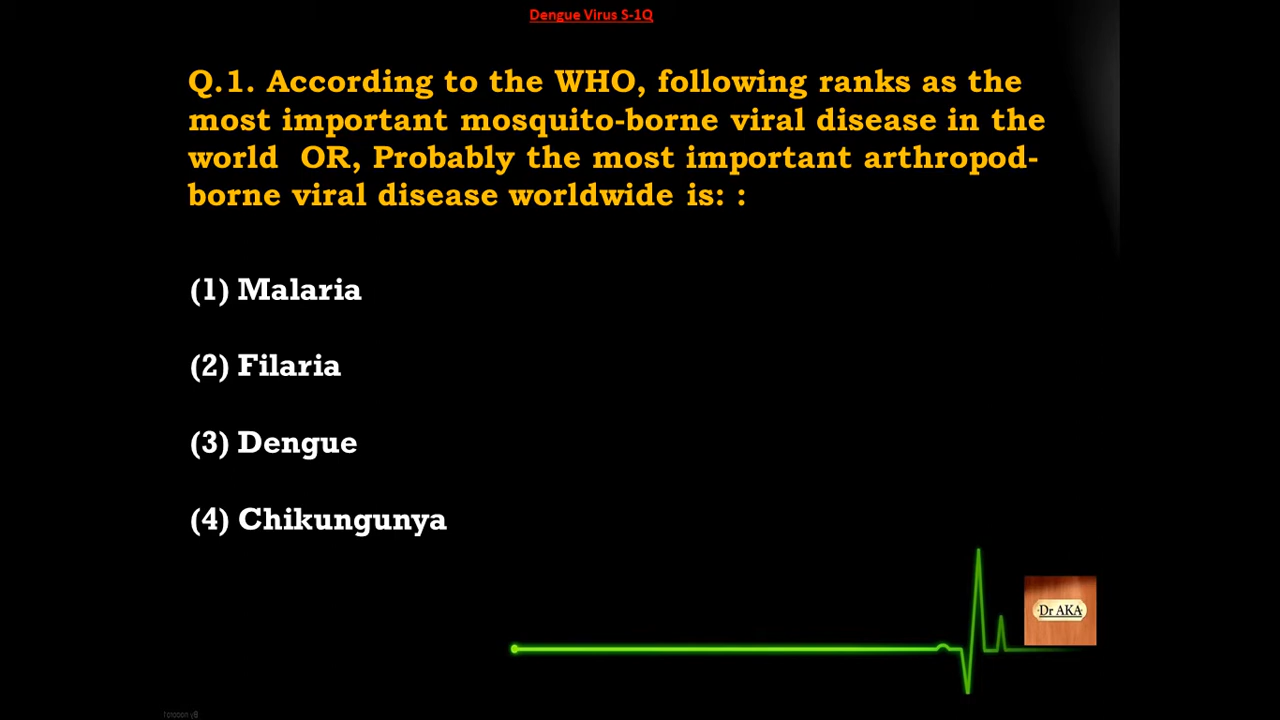 Dengue Virus S-1Q
Q.1. According to the WHO, following ranks as the
most important mosquito-borne viral disease in the
world OR, Probably the most important arthropod-
borne viral disease worldwide is: :
(1) Malaria
(2) Filaria
(3) Dengue
(4) Chikungunya
Dr AKA